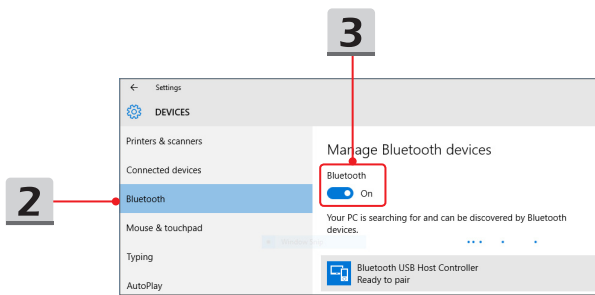 3
← Settings
DEVICES
Printers & scanners
Connected devices
Bluetooth
Mouse & touchpad
Typing
AutoPlay
2
Manage Bluetooth devices
Bluetooth
On
Your PC is searching for and can be discovered by Bluetooth
devices.
Bluetooth USB Host Controller
Ready to pair